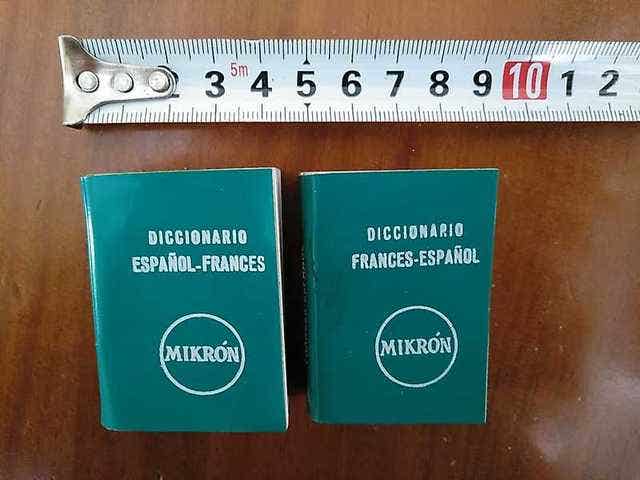 2 3 5m 4 5 6 7 8 9 10 1 2
DICCIONARIO
ESPAÑOL-FRANCES
MIKRÓN
DICCIONARIO
FRANCES-ESPAÑOL
MIKRÓN